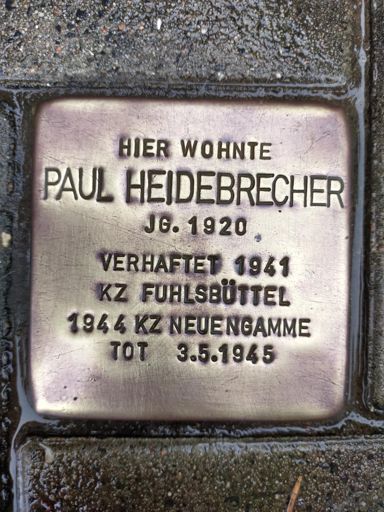 HIER WOHNTE
PAUL HEIDEBRECHER
JG. 1920
VERHAFTET 1941
KZ FUHLSBÜTTEL
1944 KZ NEUENGAMME
TOT 3.5.1945